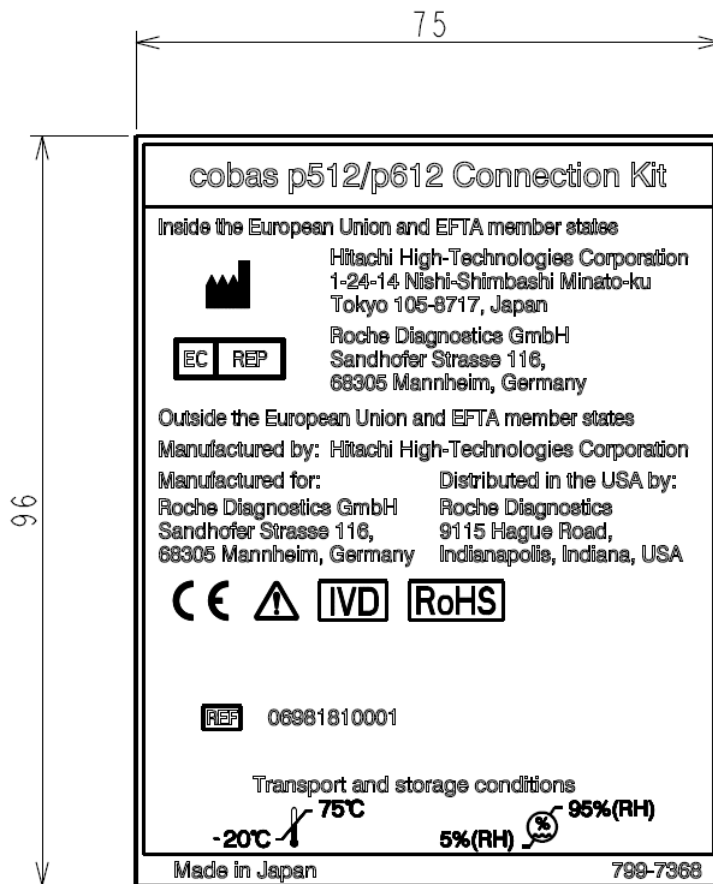 75
96
cobas p512/p612 Connection Kit
Inside the European Union and EFTA member states
Hitachi High-Technologies Corporation
1-24-14 Nishi-Shimbashi Minato-ku
Tokyo 105-8717, Japan
EC REP
Roche Diagnostics GmbH
Sandhofer Strasse 116,
68305 Mannheim, Germany
Outside the European Union and EFTA member states
Manufactured by: Hitachi High-Technologies Corporation
Manufactured for:
Roche Diagnostics GmbH
Sandhofer Strasse 116,
68305 Mannheim, Germany
Distributed in the USA by:
Roche Diagnostics
9115 Hague Road,
Indianapolis, Indiana, USA
CE IVD RoHS
REF 06981810001
Transport and storage conditions
-20℃ 75℃
5%(RH) % 95%(RH)
Made in Japan 799-7368